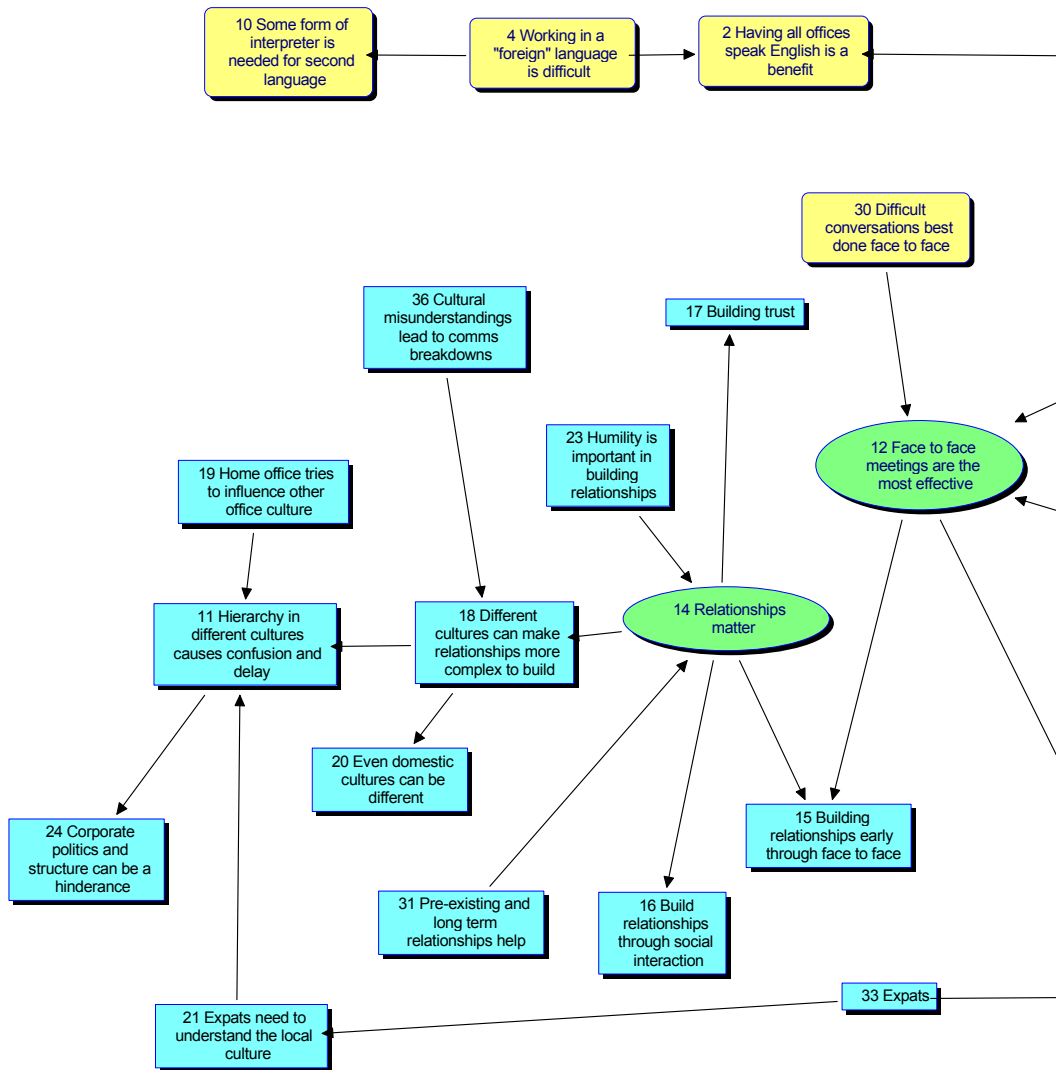 10 Some form of
interpreter is
needed for second
language
4 Working in a
"foreign" language
is difficult
2 Having all offices
speak English is a
benefit
30 Difficult
conversations best
done face to face
36 Cultural
misunderstandings
lead to comms
breakdowns
17 Building trust
23 Humility is
important in
building
relationships
12 Face to face
meetings are the
most effective
19 Home office tries
to influence other
office culture
11 Hierarchy in
different cultures
causes confusion and
delay
18 Different
cultures can make
relationships more
complex to build
14 Relationships
matter
20 Even domestic
cultures can be
different
24 Corporate
politics and
structure can be a
hinderance
15 Building
relationships early
through face to face
31 Pre-existing and
long term
relationships help
16 Build
relationships
through social
interaction
33 Expats
21 Expats need to
understand the local
culture